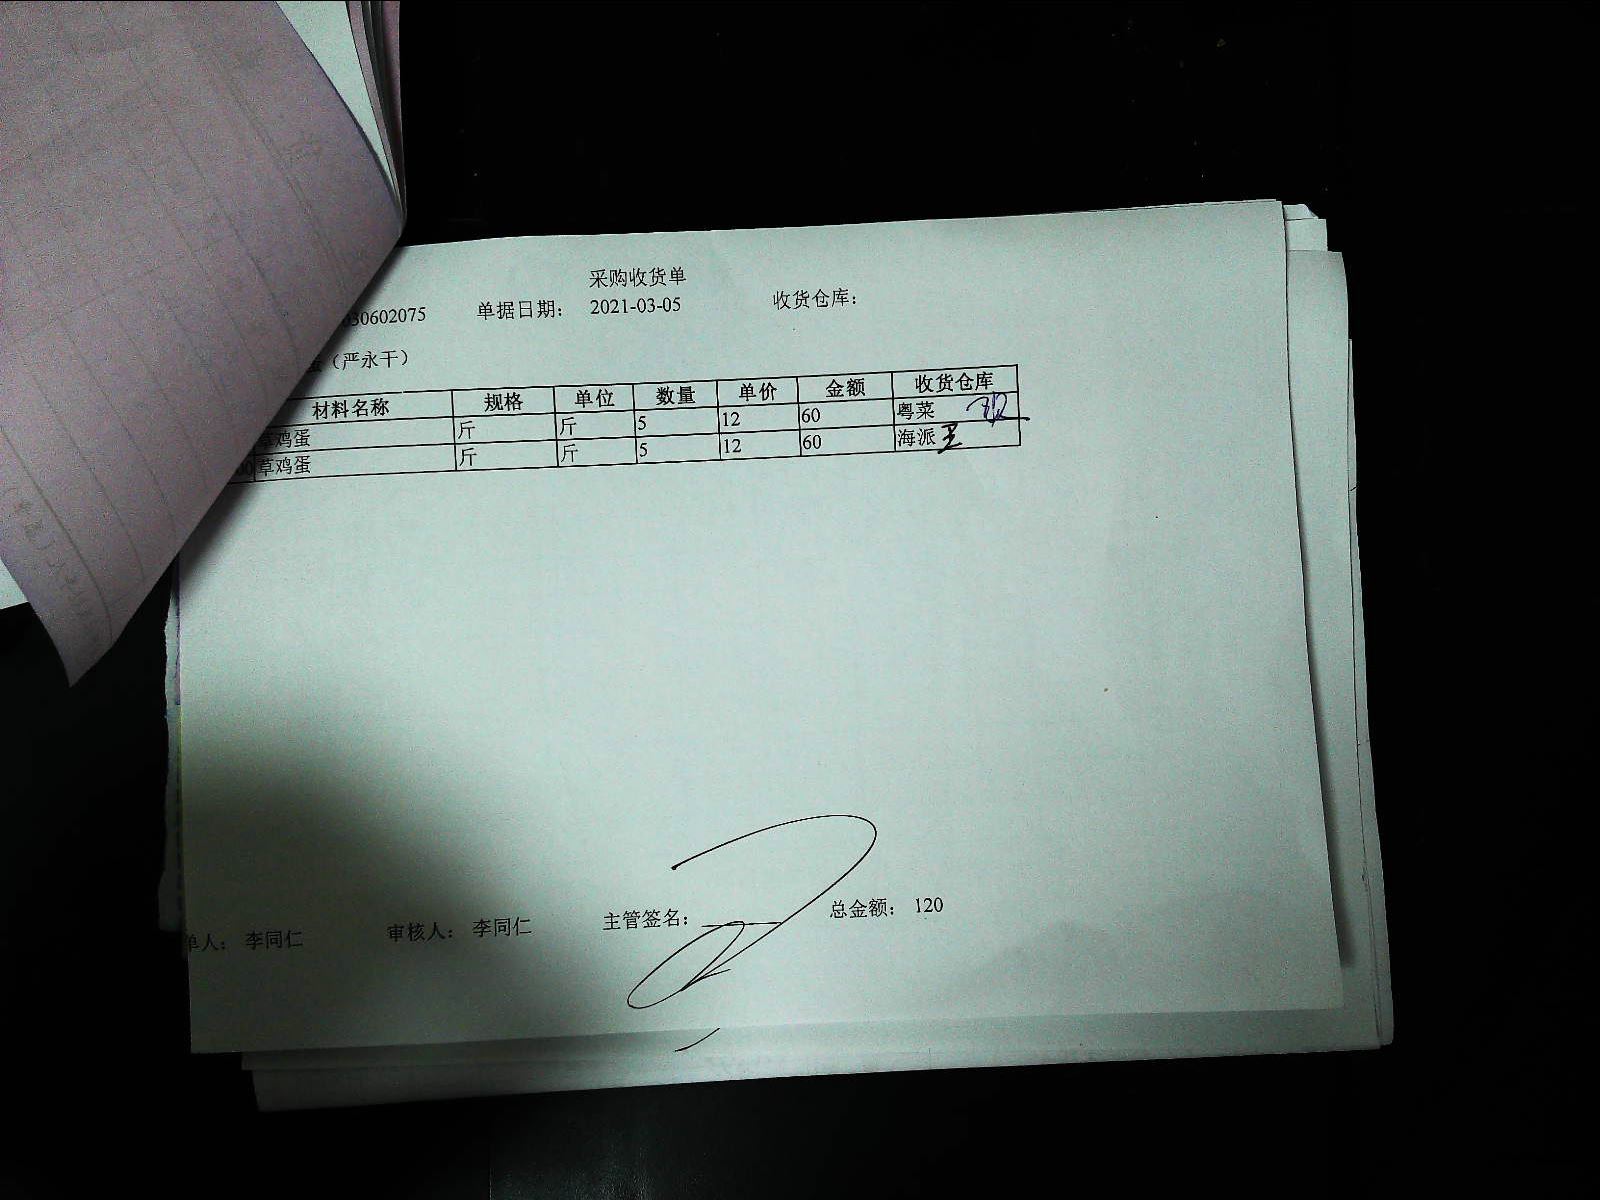 采购收货单
30602075 单据日期: 2021-03-05 收货仓库:
(严永干)
材料名称 规格 单位 数量 单价 金额 收货仓库
草鸡蛋 斤 斤 5 12 60 粤菜
草鸡蛋 斤 斤 5 12 60 海派
单人: 李同仁 审核人: 李同仁 主管签名: 总金额: 120